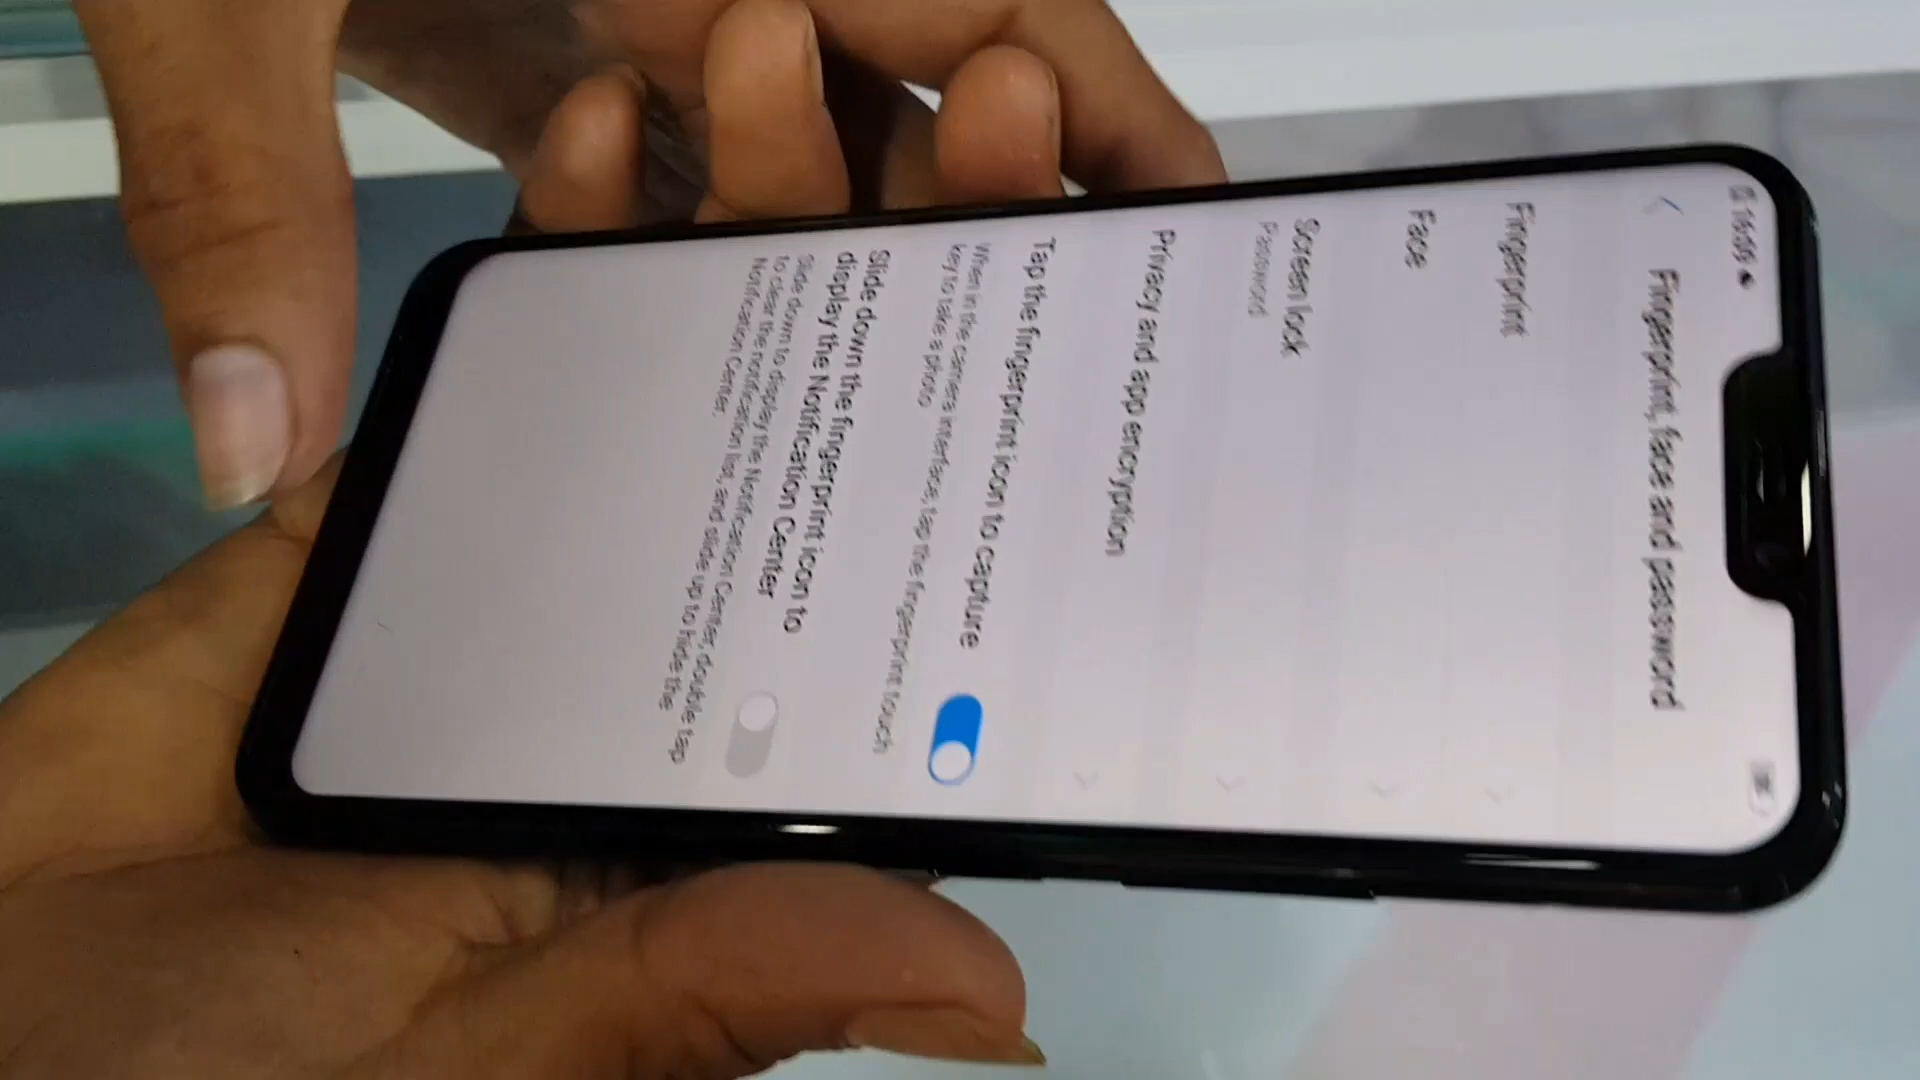 16:09
Fingerprint, face and password
Fingerprint
Face
Screen lock
Password
Privacy and app encryption
Tap the fingerprint icon to capture
When in the camera interface, tap the fingerprint touch
key to take a photo
Slide down the fingerprint icon to
display the Notification Center
Slide down to display the Notification Center, double tap
to clear the notification list, and slide up to hide the
Notification Center.